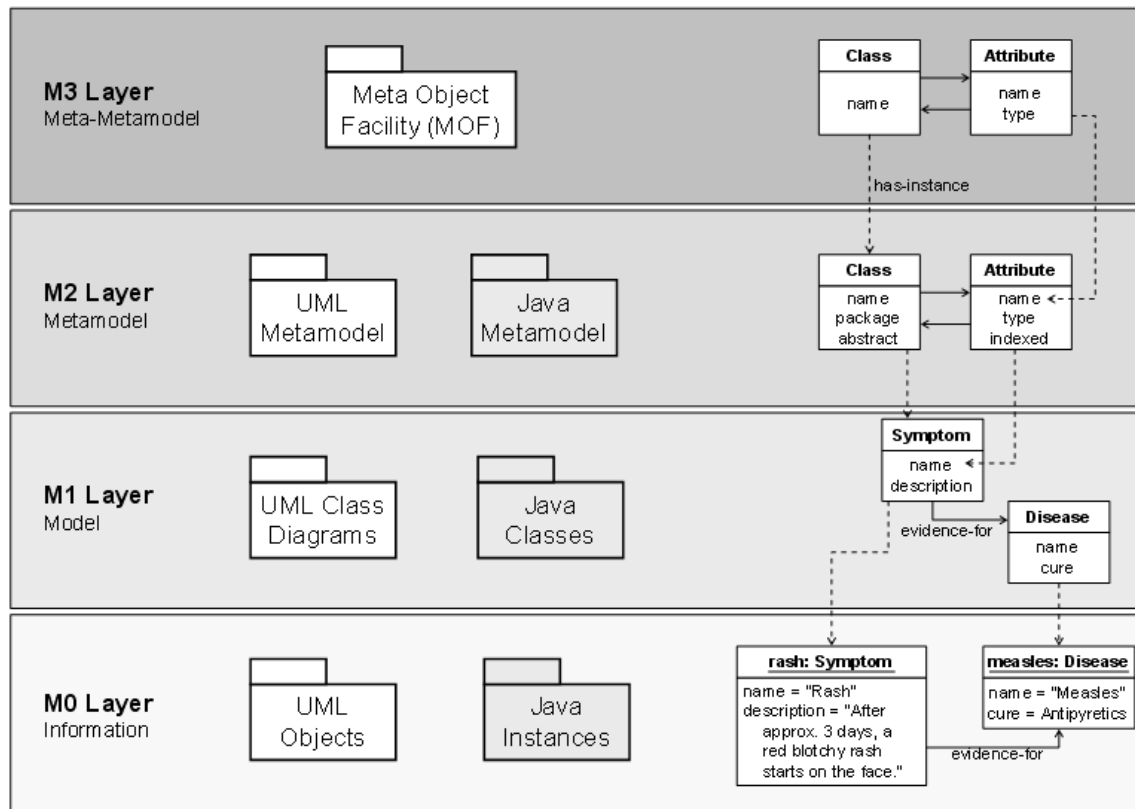 M3 Layer
Meta-Metamodel
Meta Object
Facility (MOF)
Class
name
Attribute
name
type
has-instance
M2 Layer
Metamodel
UML
Metamodel
Java
Metamodel
Class
name
package
abstract
Attribute
name
type
indexed
M1 Layer
Model
UML Class
Diagrams
Java
Classes
Symptom
name
description
evidence-for
Disease
name
cure
M0 Layer
Information
UML
Objects
Java
Instances
rash: Symptom
name = "Rash"
description = "After
approx. 3 days, a
red blotchy rash
starts on the face."
evidence-for
measles: Disease
name = "Measles"
cure = Antipyretics